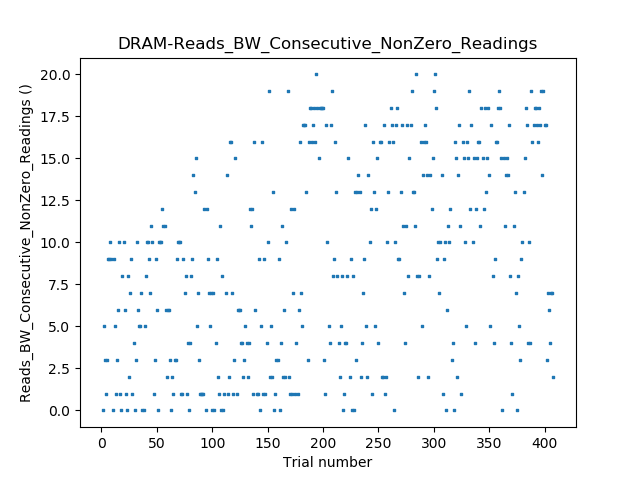 DRAM-Reads_BW_Consecutive_NonZero_Readings
Reads_BW_Consecutive_NonZero_Readings ()
20.0
17.5
15.0
12.5
10.0
7.5
5.0
2.5
0.0
0 50 100 150 200 250 300 350 400
Trial number